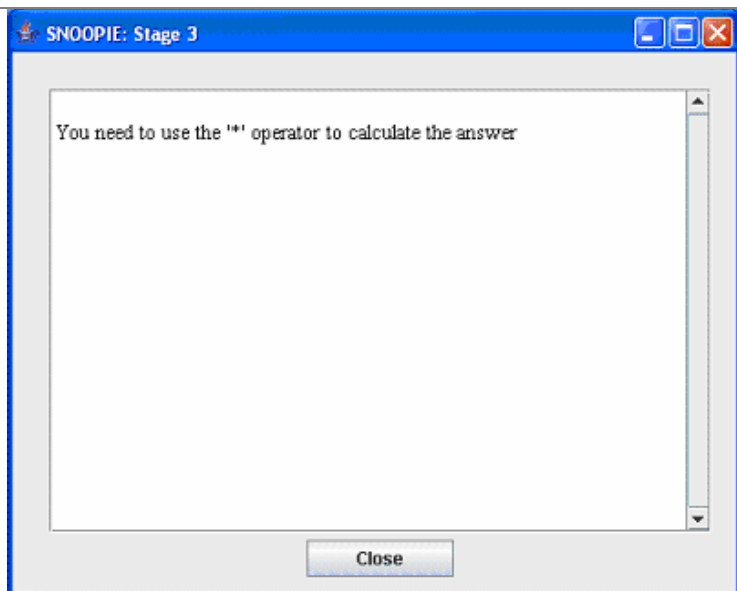 SNOOPIE: Stage 3
You need to use the '*' operator to calculate the answer
Close